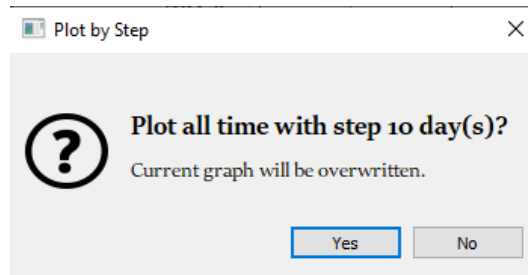 Plot by Step
Plot all time with step 10 day(s)?
Current graph will be overwritten.
Yes No